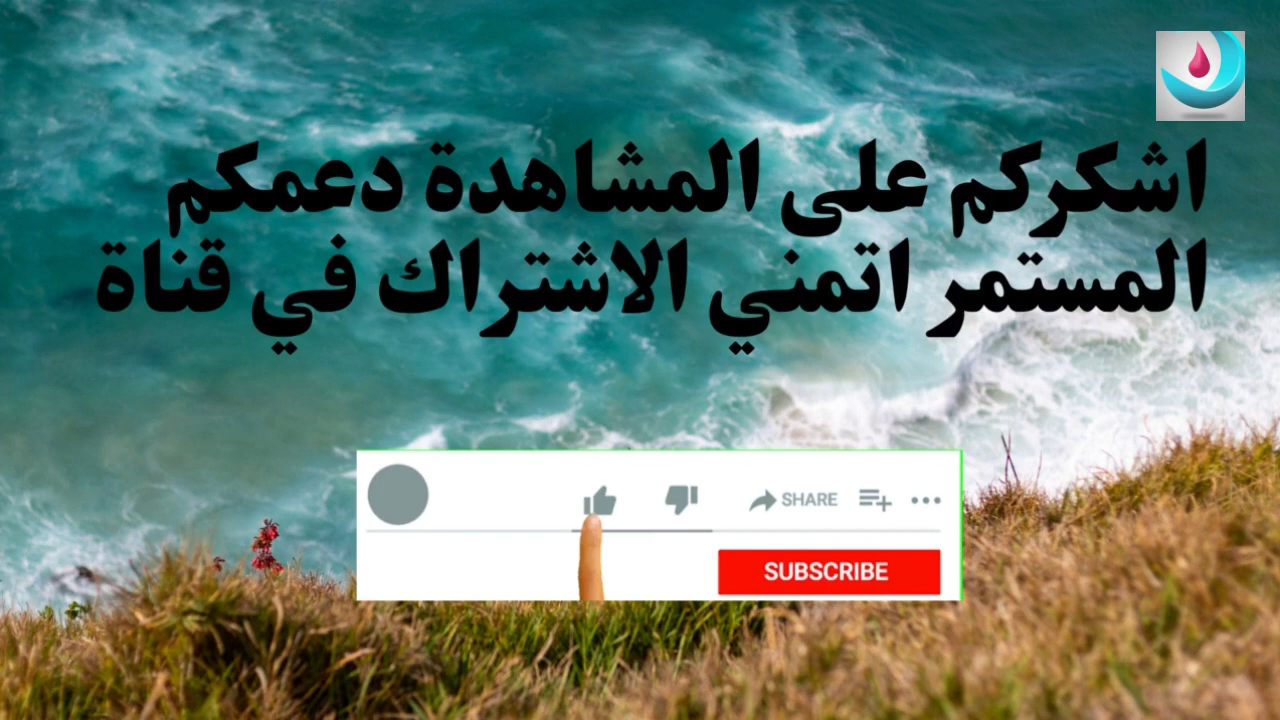 اشكركم على المشاهدة دعمكم
المستمر اتمني الاشتراك في قناة
SHARE
SUBSCRIBE